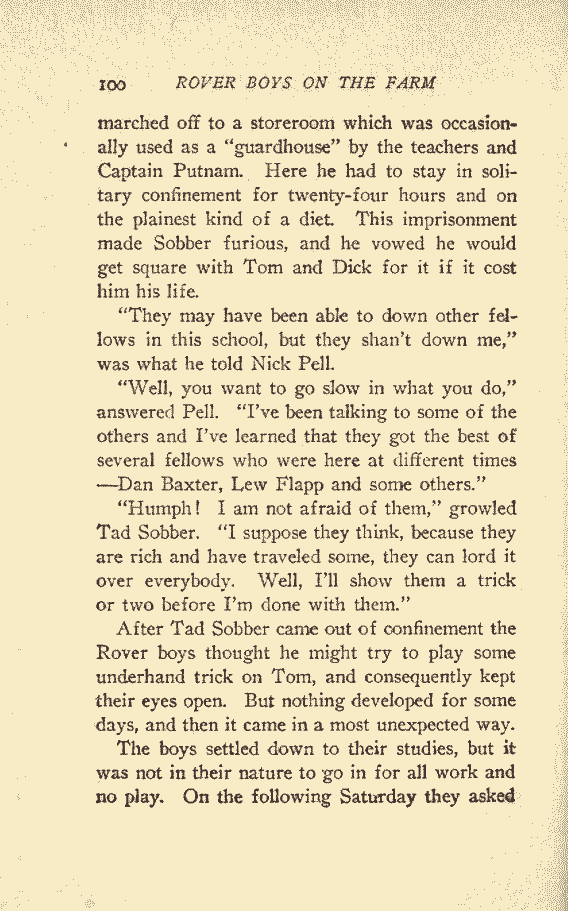 100 ROVER BOYS ON THE FARM
marched off to a storeroom which was occasion-
ally used as a “guardhouse” by the teachers and
Captain Putnam. Here he had to stay in soli-
tary confinement for twenty-four hours and on
the plainest kind of a diet. This imprisonment
made Sobber furious, and he vowed he would
get square with Tom and Dick for it if it cost
him his life.
“They may have been able to down other fel-
lows in this school, but they shan’t down me,”
was what he told Nick Pell.
“Well, you want to go slow in what you do,”
answered Pell. “I’ve been talking to some of the
others and I’ve learned that they got the best of
several fellows who were here at different times
—Dan Baxter, Lew Flapp and some others.”
“Humph! I am not afraid of them,” growled
Tad Sobber. “I suppose they think, because they
are rich and have traveled some, they can lord it
over everybody. Well, I’ll show them a trick
or two before I’m done with them.”
After Tad Sobber came out of confinement the
Rover boys thought he might try to play some
underhand trick on Tom, and consequently kept
their eyes open. But nothing developed for some
days, and then it came in a most unexpected way.
The boys settled down to their studies, but it
was not in their nature to go in for all work and
no play. On the following Saturday they asked